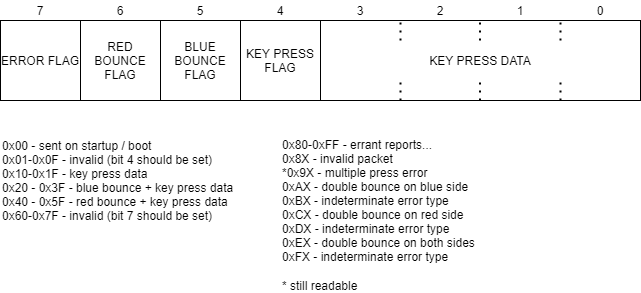 7 6 5 4 3 2 1 0
ERROR FLAG
RED
BOUNCE
FLAG
BLUE
BOUNCE
FLAG
KEY PRESS
FLAG
KEY PRESS DATA
0x00 - sent on startup / boot
0x01-0x0F - invalid (bit 4 should be set)
0x10-0x1F - key press data
0x20 - 0x3F - blue bounce + key press data
0x40 - 0x5F - red bounce + key press data
0x60-0x7F - invalid (bit 7 should be set)
0x80-0xFF - errant reports...
0x8X - invalid packet
*0x9X - multiple press error
0xAX - double bounce on blue side
0xBX - indeterminate error type
0xCX - double bounce on red side
0xDX - indeterminate error type
0xEX - double bounce on both sides
0xFX - indeterminate error type
* still readable